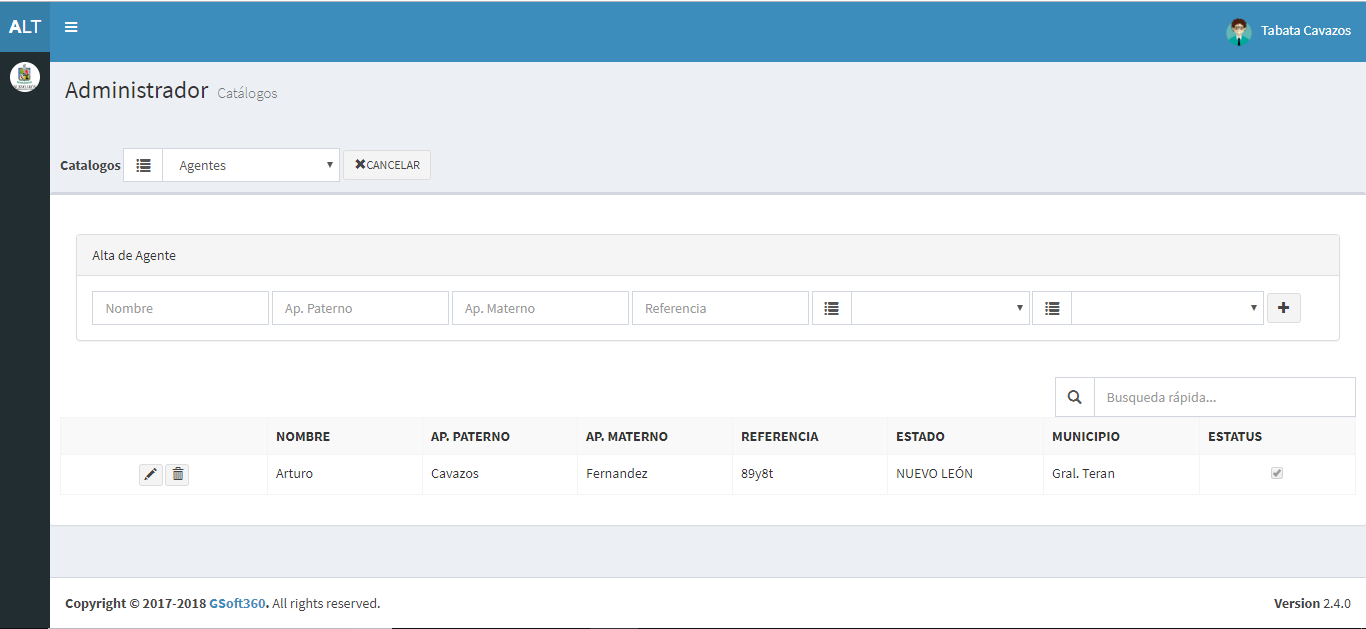 ALT
Tabata Cavazos
Administrador Catálogos
Catalogos Agentes CANCELAR
Alta de Agente
Nombre Ap. Paterno Ap. Materno Referencia
Busqueda rápida...
NOMBRE AP. PATERNO AP. MATERNO REFERENCIA ESTADO MUNICIPIO ESTATUS
Arturo Cavazos Fernandez 89y8t NUEVO LEÓN Gral. Teran
Copyright © 2017-2018 GSoft360. All rights reserved. Version 2.4.0